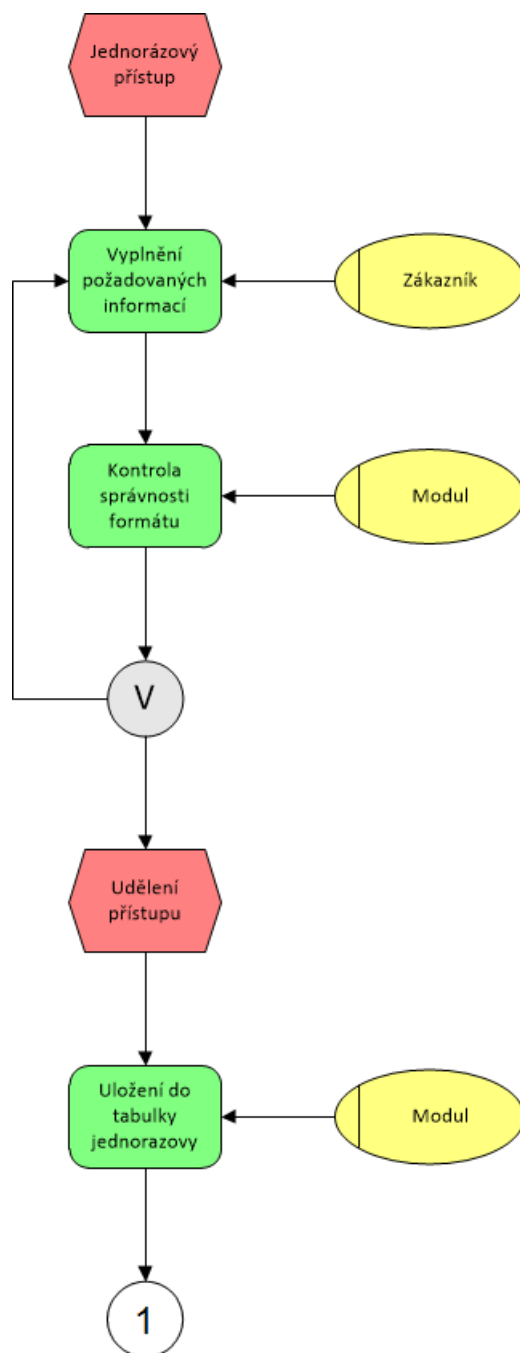 Jednorázový
přístup
Vyplnění
požadovaných
informací
Zákazník
Kontrola
správnosti
formátu
Modul
V
Udělení
přístupu
Uložení do
tabulky
jednorazovy
Modul
1